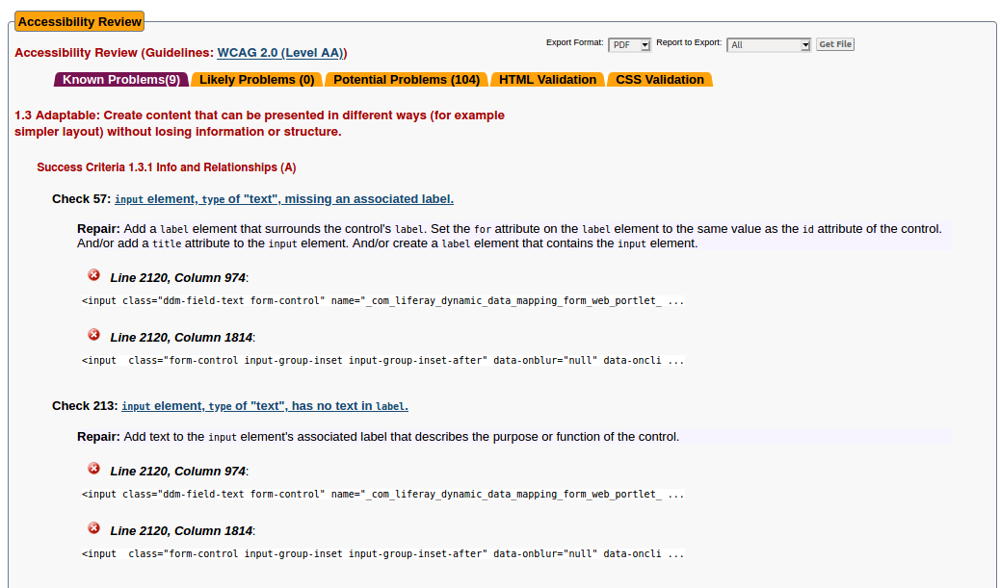 Accessibility Review
Accessibility Review (Guidelines: WCAG 2.0 (Level AA))
Export Format: PDF Report to Export: All Get File
Known Problems(9) Likely Problems (0) Potential Problems (104) HTML Validation CSS Validation
1.3 Adaptable: Create content that can be presented in different ways (for example
simpler layout) without losing information or structure.
Success Criteria 1.3.1 Info and Relationships (A)
Check 57: input element, type of "text", missing an associated label.
Repair: Add a label element that surrounds the control's label. Set the for attribute on the label element to the same value as the id attribute of the control.
And/or add a title attribute to the input element. And/or create a label element that contains the input element.
Line 2120, Column 974:
<input class="ddm-field-text form-control" name="_com_liferay_dynamic_data_mapping_form_web_portlet_ ...
Line 2120, Column 1814:
<input  class="form-control input-group-inset input-group-inset-after" data-onblur="null" data-oncli ...
Check 213: input element, type of "text", has no text in label.
Repair: Add text to the input element's associated label that describes the purpose or function of the control.
Line 2120, Column 974:
<input class="ddm-field-text form-control" name="_com_liferay_dynamic_data_mapping_form_web_portlet_ ...
Line 2120, Column 1814:
<input  class="form-control input-group-inset input-group-inset-after" data-onblur="null" data-oncli ...